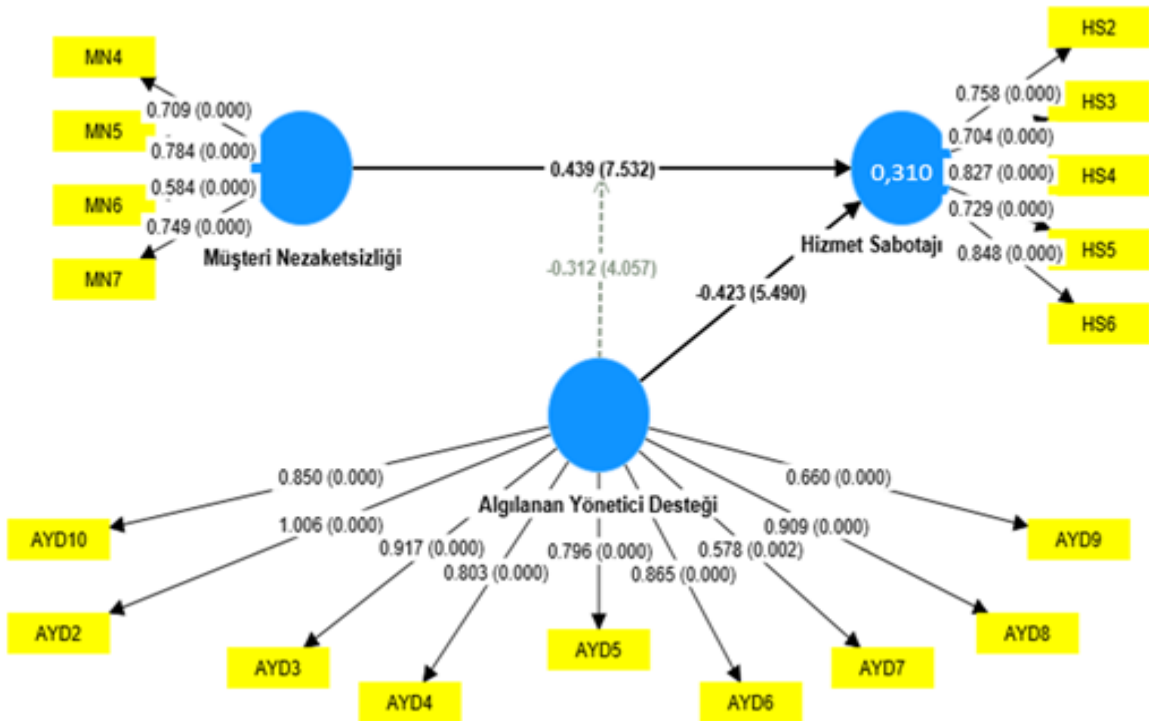 MN4
0.709 (0.000)
MN5
0.784 (0.000)
MN6
0.584 (0.000)
0.749 (0.000)
MN7
Müşteri Nezaketsizliği
0.439 (7.532)
-0.312 (4.057)
-0.423 (5.490)
0,310
Hizmet Sabotajı
HS2
0.758 (0.000)
HS3
0.704 (0.000)
0.827 (0.000)
HS4
0.729 (0.000)
HS5
0.848 (0.000)
HS6
Algılanan Yönetici Desteği
0.850 (0.000)
1.006 (0.000)
0.917 (0.000)
0.803 (0.000)
0.796 (0.000)
0.865 (0.000)
0.578 (0.002)
0.909 (0.000)
0.660 (0.000)
AYD10
AYD2
AYD3
AYD4
AYD5
AYD6
AYD7
AYD8
AYD9